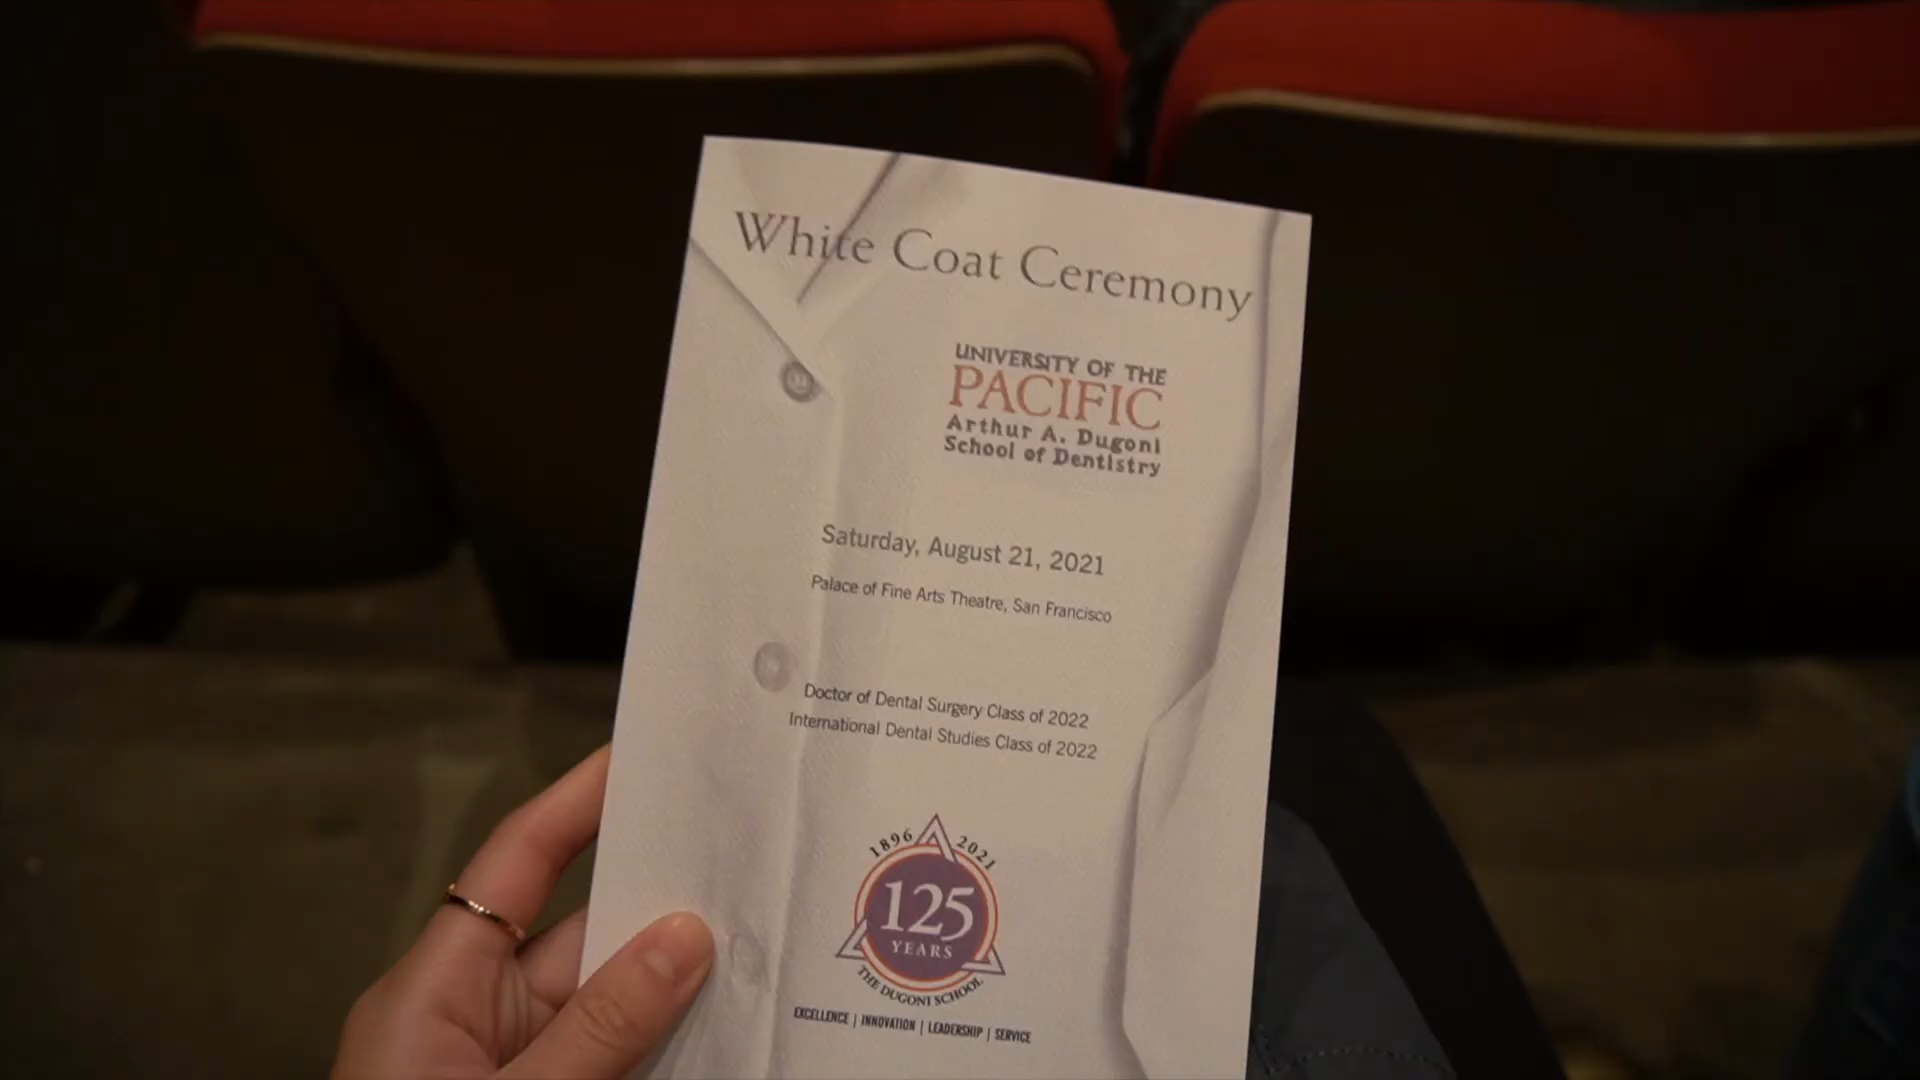 White Coat Ceremony
UNIVERSITY OF THE
PACIFIC
Arthur A. Dugoni
School of Dentistry
Saturday, August 21, 2021
Palace of Fine Arts Theatre, San Francisco
Doctor of Dental Surgery Class of 2022
International Dental Studies Class of 2022
1896 2021
125
YEARS
THE DUGONI SCHOOL
EXCELLENCE | INNOVATION | LEADERSHIP | SERVICE